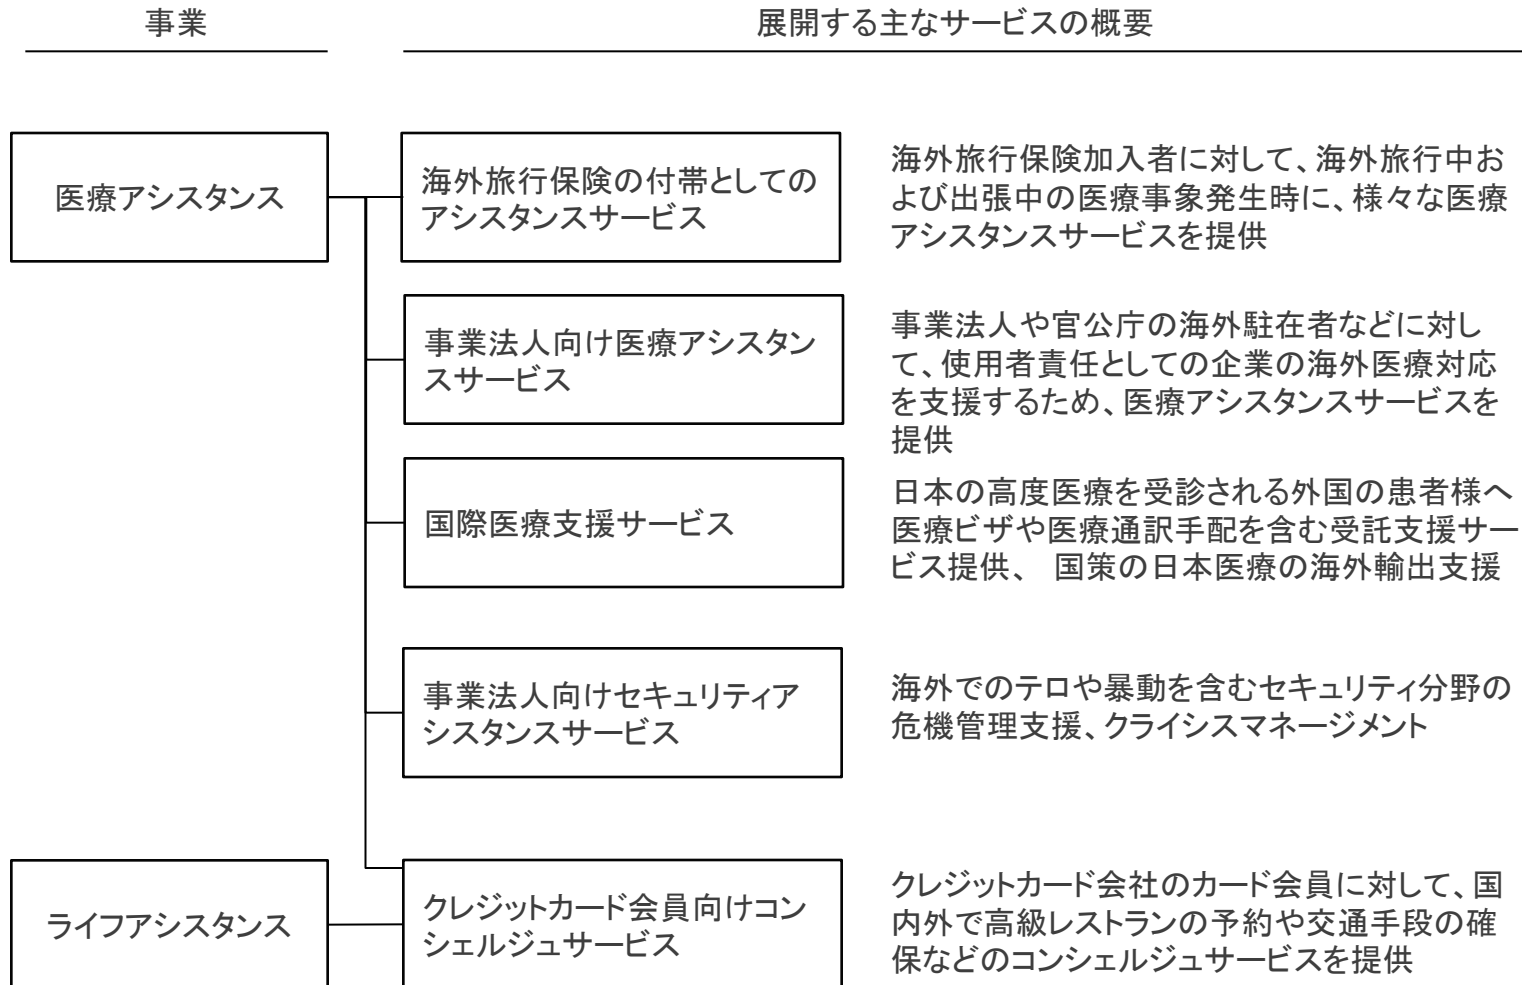 事業
展開する主なサービスの概要
医療アシスタンス
海外旅行保険の付帯としての
アシスタンスサービス
海外旅行保険加入者に対して、海外旅行中お
よび出張中の医療事象発生時に、様々な医療
アシスタンスサービスを提供
事業法人向け医療アシスタン
スサービス
事業法人や官公庁の海外駐在者などに対し
て、使用者責任としての企業の海外医療対応
を支援するため、医療アシスタンスサービスを
提供
国際医療支援サービス
日本の高度医療を受診される外国の患者様へ
医療ビザや医療通訳手配を含む受託支援サー
ビス提供、 国策の日本医療の海外輸出支援
事業法人向けセキュリティア
シスタンスサービス
海外でのテロや暴動を含むセキュリティ分野の
危機管理支援、クライシスマネージメント
ライフアシスタンス
クレジットカード会員向けコン
シェルジュサービス
クレジットカード会社のカード会員に対して、国
内外で高級レストランの予約や交通手段の確
保などのコンシェルジュサービスを提供